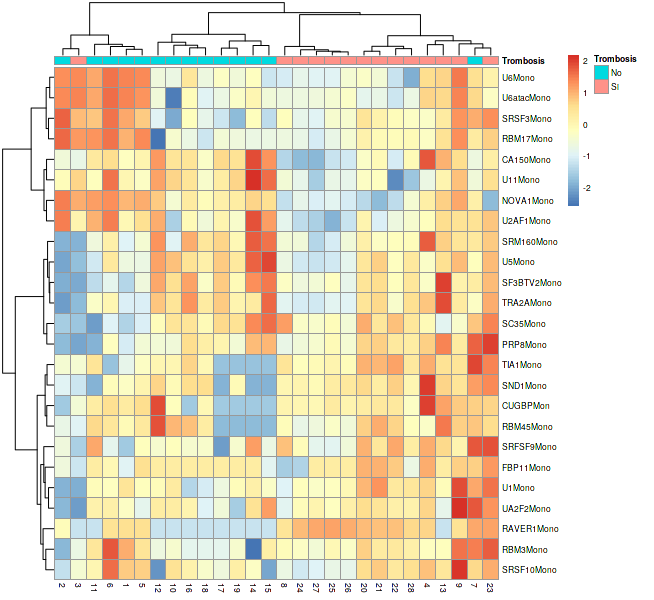 Trombosis
U6Mono
U6atacMono
SRSF3Mono
RBM17Mono
CA150Mono
U11Mono
NOVA1Mono
U2AF1Mono
SRM160Mono
U5Mono
SF3BTV2Mono
TRA2AMono
SC35Mono
PRP8Mono
TIA1Mono
SND1Mono
CUGBPMon
RBM45Mono
SRFSF9Mono
FBP11Mono
U1Mono
UA2F2Mono
RAVER1Mono
RBM3Mono
SRSF10Mono
2 3 11 6 1 5 12 10 16 18 17 19 14 15 8 24 27 25 26 20 21 22 28 4 13 9 7 23
2
1
0
-1
-2
Trombosis
No
SI